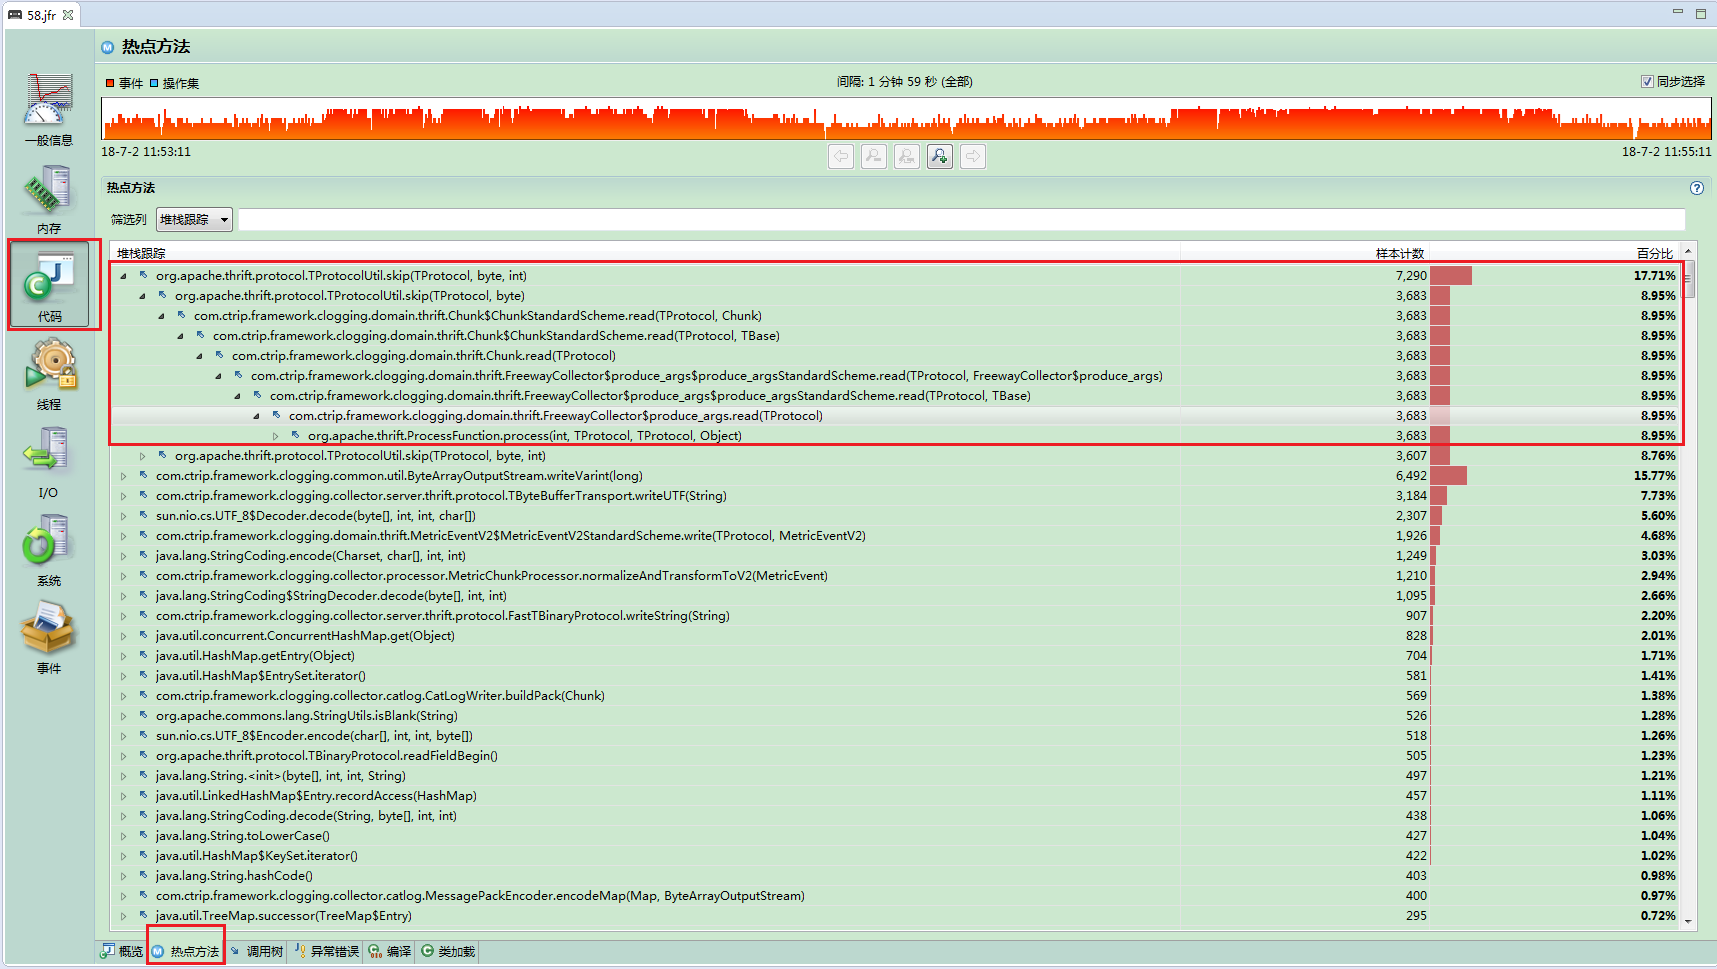 58.jfr
热点方法
事件 操作集 间隔: 1 分钟 59 秒 (全部) 同步选择
18-7-2 11:53:11 18-7-2 11:55:11
一般信息
内存
代码
线程
I/O
系统
事件
热点方法
筛选列 堆栈跟踪
堆栈跟踪 样本计数 百分比
org.apache.thrift.protocol.TProtocolUtil.skip(TProtocol, byte, int) 7,290 17.71%
org.apache.thrift.protocol.TProtocolUtil.skip(TProtocol, byte) 3,683 8.95%
com.ctrip.framework.clogging.domain.thrift.Chunk$ChunkStandardScheme.read(TProtocol, Chunk) 3,683 8.95%
com.ctrip.framework.clogging.domain.thrift.Chunk$ChunkStandardScheme.read(TProtocol, TBase) 3,683 8.95%
com.ctrip.framework.clogging.domain.thrift.Chunk.read(TProtocol) 3,683 8.95%
com.ctrip.framework.clogging.domain.thrift.FreewayCollector$produce_args$produce_argsStandardScheme.read(TProtocol, FreewayCollector$produce_args) 3,683 8.95%
com.ctrip.framework.clogging.domain.thrift.FreewayCollector$produce_args$produce_argsStandardScheme.read(TProtocol, TBase) 3,683 8.95%
com.ctrip.framework.clogging.domain.thrift.FreewayCollector$produce_args.read(TProtocol) 3,683 8.95%
org.apache.thrift.ProcessFunction.process(int, TProtocol, TProtocol, Object) 3,683 8.95%
org.apache.thrift.protocol.TProtocolUtil.skip(TProtocol, byte, int) 3,607 8.76%
com.ctrip.framework.clogging.common.util.ByteArrayOutputStream.writeVarint(long) 6,492 15.77%
com.ctrip.framework.clogging.collector.server.thrift.protocol.TByteBufferTransport.writeUTF(String) 3,184 7.73%
sun.nio.cs.UTF_8$Decoder.decode(byte[], int, int, char[]) 2,307 5.60%
com.ctrip.framework.clogging.domain.thrift.MetricEventV2$MetricEventV2StandardScheme.write(TProtocol, MetricEventV2) 1,926 4.68%
java.lang.StringCoding.encode(Charset, char[], int, int) 1,249 3.03%
com.ctrip.framework.clogging.collector.processor.MetricChunkProcessor.normalizeAndTransformToV2(MetricEvent) 1,210 2.94%
java.lang.StringCoding$StringDecoder.decode(byte[], int, int) 1,095 2.66%
com.ctrip.framework.clogging.collector.server.thrift.protocol.FastTBinaryProtocol.writeString(String) 907 2.20%
java.util.concurrent.ConcurrentHashMap.get(Object) 828 2.01%
java.util.HashMap.getEntry(Object) 704 1.71%
java.util.HashMap$EntrySet.iterator() 581 1.41%
com.ctrip.framework.clogging.collector.catlog.CatLogWriter.buildPack(Chunk) 569 1.38%
org.apache.commons.lang.StringUtils.isBlank(String) 526 1.28%
sun.nio.cs.UTF_8$Encoder.encode(char[], int, int, byte[]) 518 1.26%
org.apache.thrift.protocol.TBinaryProtocol.readFieldBegin() 505 1.23%
java.lang.String.<init>(byte[], int, int, String) 497 1.21%
java.util.LinkedHashMap$Entry.recordAccess(HashMap) 457 1.11%
java.lang.StringCoding.decode(String, byte[], int, int) 438 1.06%
java.lang.String.toLowerCase() 427 1.04%
java.util.HashMap$KeySet.iterator() 422 1.02%
java.lang.String.hashCode() 403 0.98%
com.ctrip.framework.clogging.collector.catlog.MessagePackEncoder.encodeMap(Map, ByteArrayOutputStream) 400 0.97%
java.util.TreeMap.successor(TreeMap$Entry) 295 0.72%
概览 热点方法 调用树 异常错误 编译 类加载